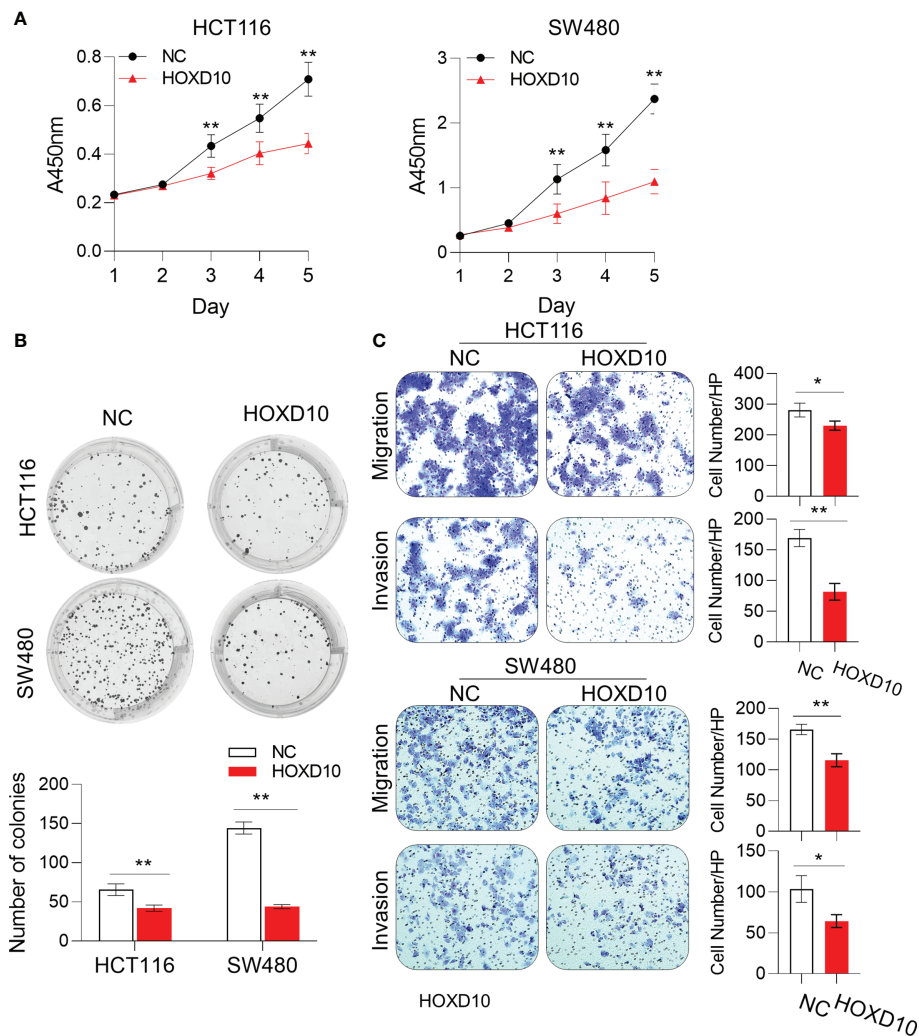 A
HCT116
NC
HOXD10
**
**
**
0.8
0.6
0.4
0.2
0.0
A450nm
1 2 3 4 5
Day
SW480
NC
HOXD10
**
**
**
3
2
1
0
A450nm
1 2 3 4 5
Day
B
NC HOXD10
HCT116
SW480
NC
HOXD10
Number of colonies
200
150
100
50
0
**
**
HCT116 SW480
C
HCT116
NC HOXD10
Migration
Invasion
Cell Number/HP
400
300
200
100
0
*
Cell Number/HP
200
150
100
50
0
**
NC HOXD10
SW480
NC HOXD10
Migration
Invasion
Cell Number/HP
200
150
100
50
0
**
Cell Number/HP
150
100
50
0
*
NC HOXD10
HOXD10